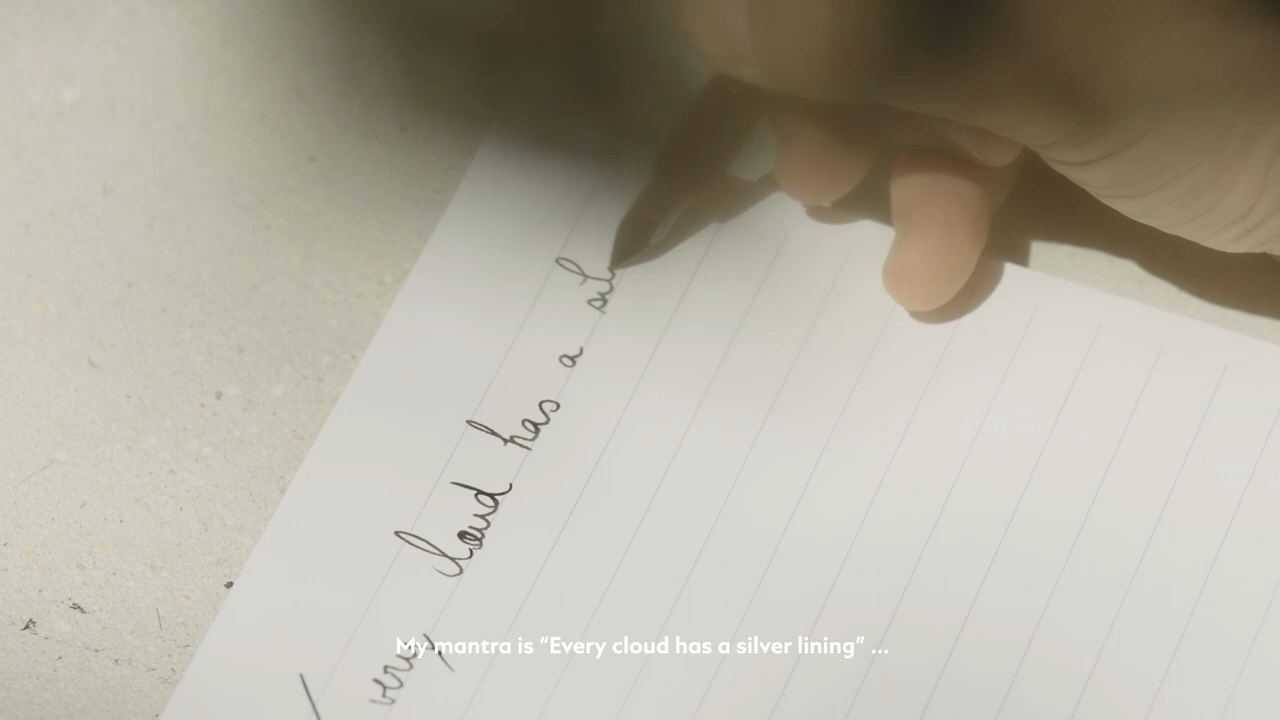 very cloud has a sil
My mantra is “Every cloud has a silver lining” ...